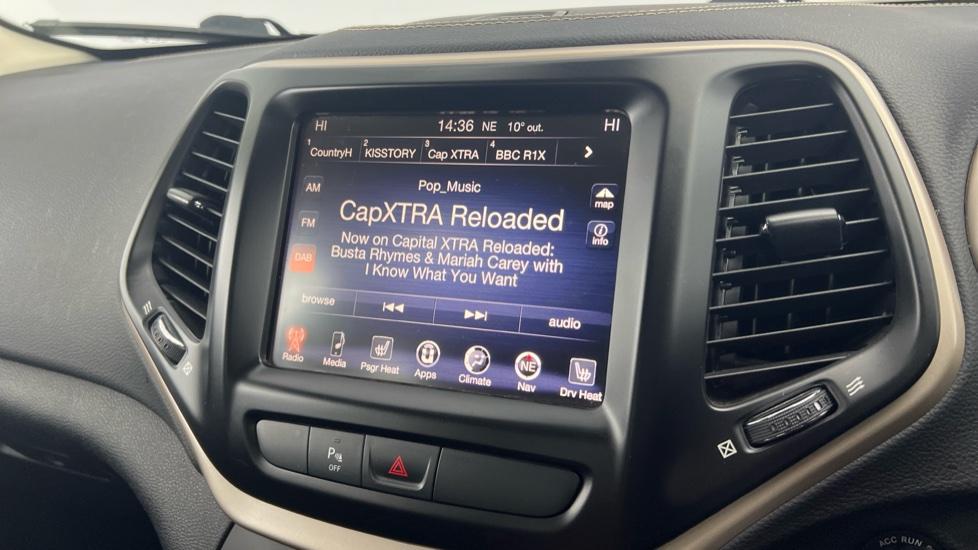 HI 14:36 NE 10° out. HI
1 CountryH 2 KISSTORY 3 Cap XTRA 4 BBC R1X
Pop_Music
AM
map
CapXTRA Reloaded
FM
Info
Now on Capital XTRA Reloaded:
Busta Rhymes & Mariah Carey with
I Know What You Want
DAB
browse
audio
Radio Media Psgr Heat Apps Climate NE Nav Drv Heat
P
OFF
ACC RUN